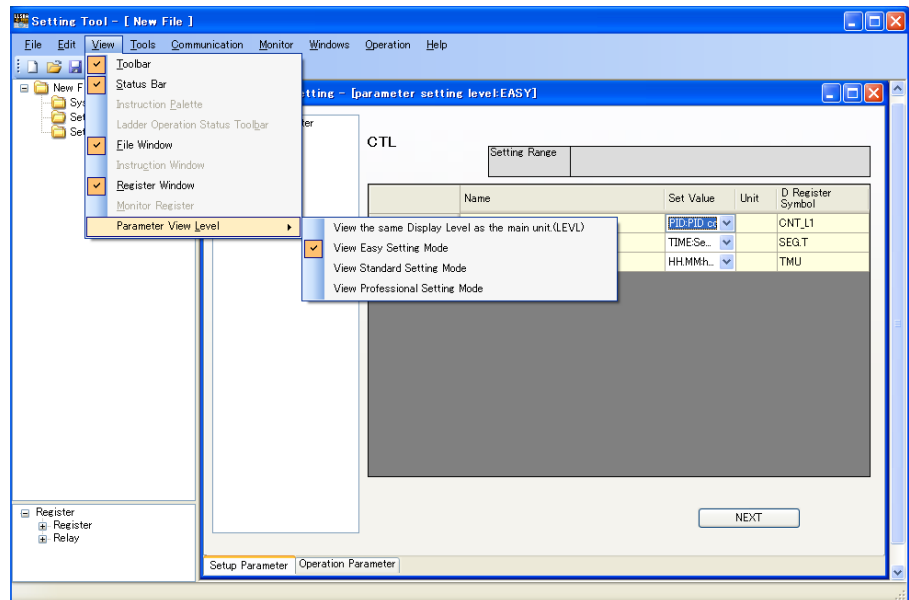 Setting Tool - [ New File ]
File Edit View Tools Communication Monitor Windows Operation Help
Toolbar
Status Bar
Instruction Palette
Ladder Operation Status Toolbar
File Window
Instruction Window
Register Window
Monitor Register
Parameter View Level
View the same Display Level as the main unit.(LEVL)
View Easy Setting Mode
View Standard Setting Mode
View Professional Setting Mode
New F
Sys
Set
Set
tting - [parameter setting level:EASY]
ter
CTL
Setting Range
Name Set Value Unit D Register Symbol
PID:PID co CNT_L1
TIME:Se... SEG.T
HH.MM:h... TMU
NEXT
Register
Register
Relay
Setup Parameter Operation Parameter